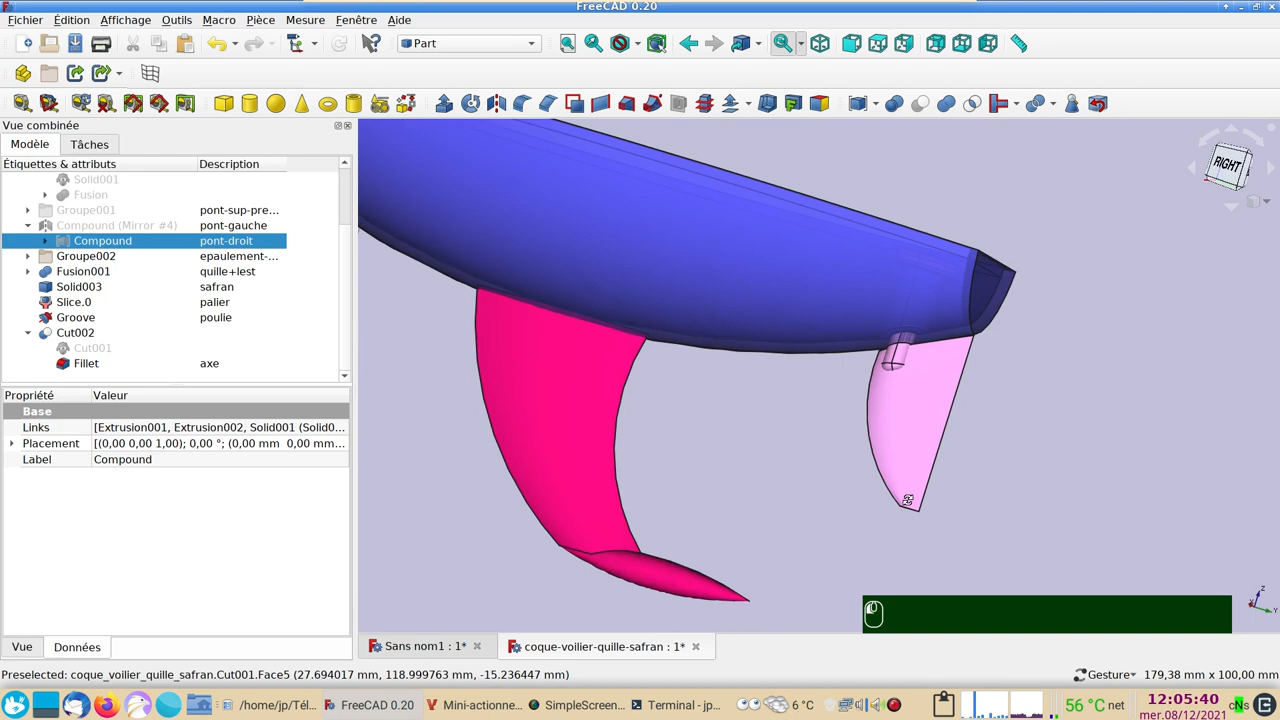 FreeCAD 0.20
Fichier Édition Affichage Outils Macro Pièce Mesure Fenêtre Aide
Part
Vue combinée
Modèle Tâches
Étiquettes & attributs Description
Solid001
Fusion
Groupe001 pont-sup-pre...
Compound (Mirror #4) pont-gauche
Compound pont-droit
Groupe002 epaulement-...
Fusion001 quille+lest
Solid003 safran
Slice.0 palier
Groove poulie
Cut002
Cut001
Fillet axe
Propriété Valeur
Base
Links [Extrusion001, Extrusion002, Solid001 (Solid0...
Placement [(0,00 0,00 1,00); 0,00 °; (0,00 mm 0,00 mm...
Label Compound
RIGHT
Z
Y
Vue Données
Sans nom1 : 1* coque-voilier-quille-safran : 1*
Preselected: coque_voilier_quille_safran.Cut001.Face5 (27.694017 mm, 118.999763 mm, -15.236447 mm) Gesture 179,38 mm x 100,00 mm
/home/jp/Tél... FreeCAD 0.20 Mini-actionne... SimpleScreen... Terminal - jp... 6 °C 56 °C net 12:05:40
mer.08/12/2021